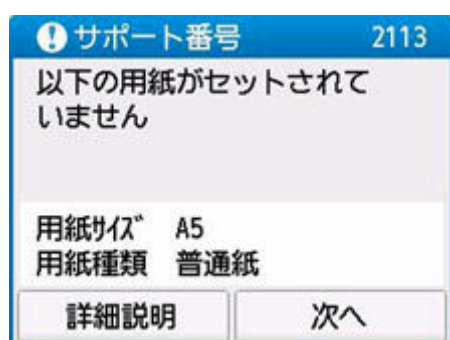 サポート番号 2113
以下の用紙がセットされて
いません
用紙ｻｲｽﾞ A5
用紙種類 普通紙
詳細説明 次へ